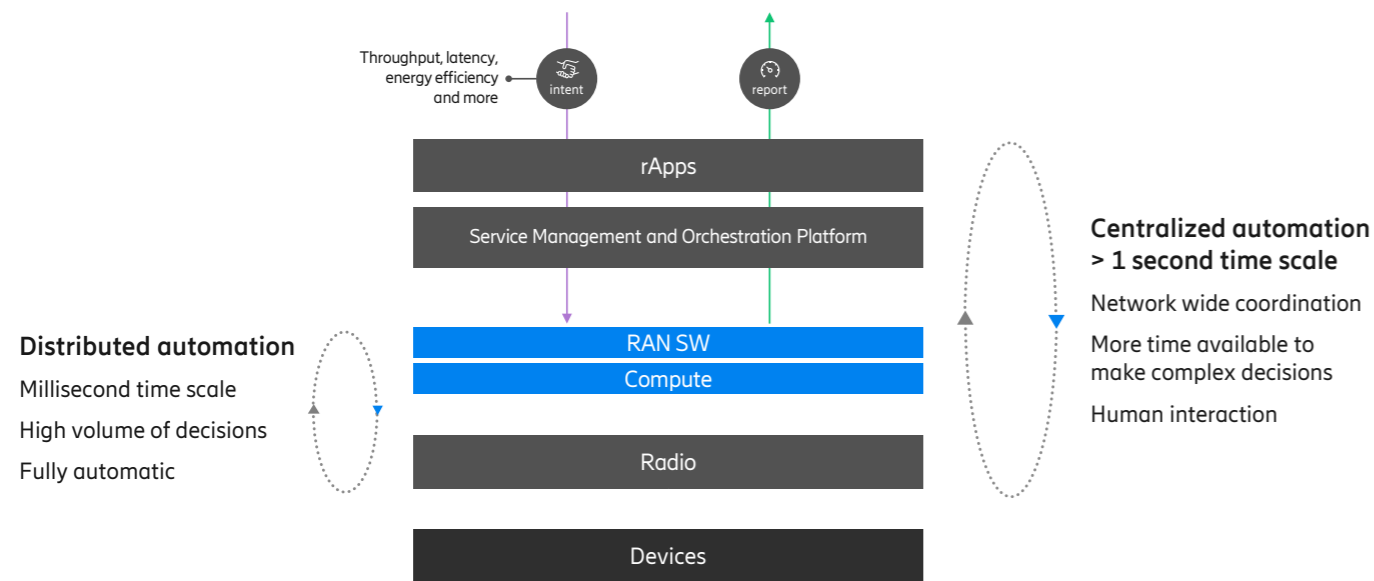 Throughput, latency,
energy efficiency
and more
intent
report
rApps
Service Management and Orchestration Platform
RAN SW
Compute
Radio
Devices
Distributed automation
Millisecond time scale
High volume of decisions
Fully automatic
Centralized automation
> 1 second time scale
Network wide coordination
More time available to
make complex decisions
Human interaction